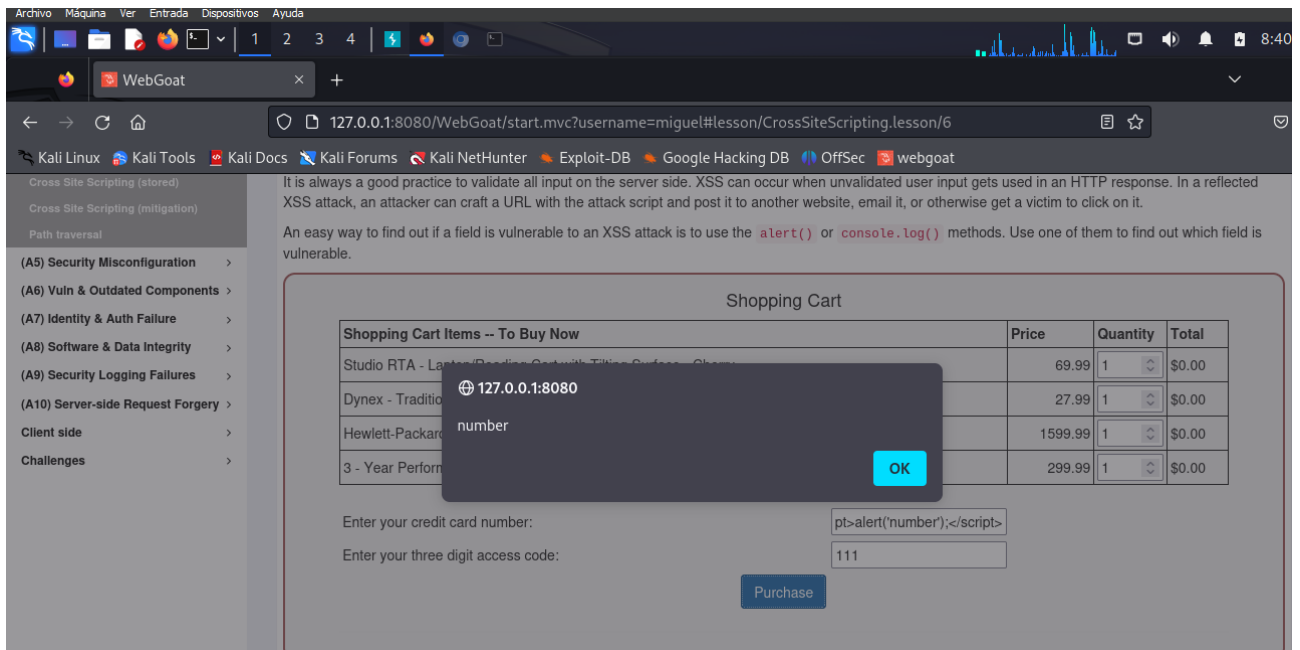 Archivo Máquina Ver Entrada Dispositivos Ayuda
1 2 3 4 8:40
WebGoat
127.0.0.1:8080/WebGoat/start.mvc?username=miguel#lesson/CrossSiteScripting.lesson/6
Kali Linux Kali Tools Kali Docs Kali Forums Kali NetHunter Exploit-DB Google Hacking DB OffSec webgoat
Cross Site Scripting (stored)
Cross Site Scripting (mitigation)
Path traversal
(A5) Security Misconfiguration
(A6) Vuln & Outdated Components
(A7) Identity & Auth Failure
(A8) Software & Data Integrity
(A9) Security Logging Failures
(A10) Server-side Request Forgery
Client side
Challenges
It is always a good practice to validate all input on the server side. XSS can occur when unvalidated user input gets used in an HTTP response. In a reflected
XSS attack, an attacker can craft a URL with the attack script and post it to another website, email it, or otherwise get a victim to click on it.
An easy way to find out if a field is vulnerable to an XSS attack is to use the alert() or console.log() methods. Use one of them to find out which field is
vulnerable.
Shopping Cart
Shopping Cart Items -- To Buy Now Price Quantity Total
Studio RTA - 69.99 1 $0.00
Dynex - 27.99 1 $0.00
1599.99 1 $0.00
3 - Year 299.99 1 $0.00
127.0.0.1:8080
number
OK
Enter your credit card number: pt>alert('number');</script>
Enter your three digit access code: 111
Purchase